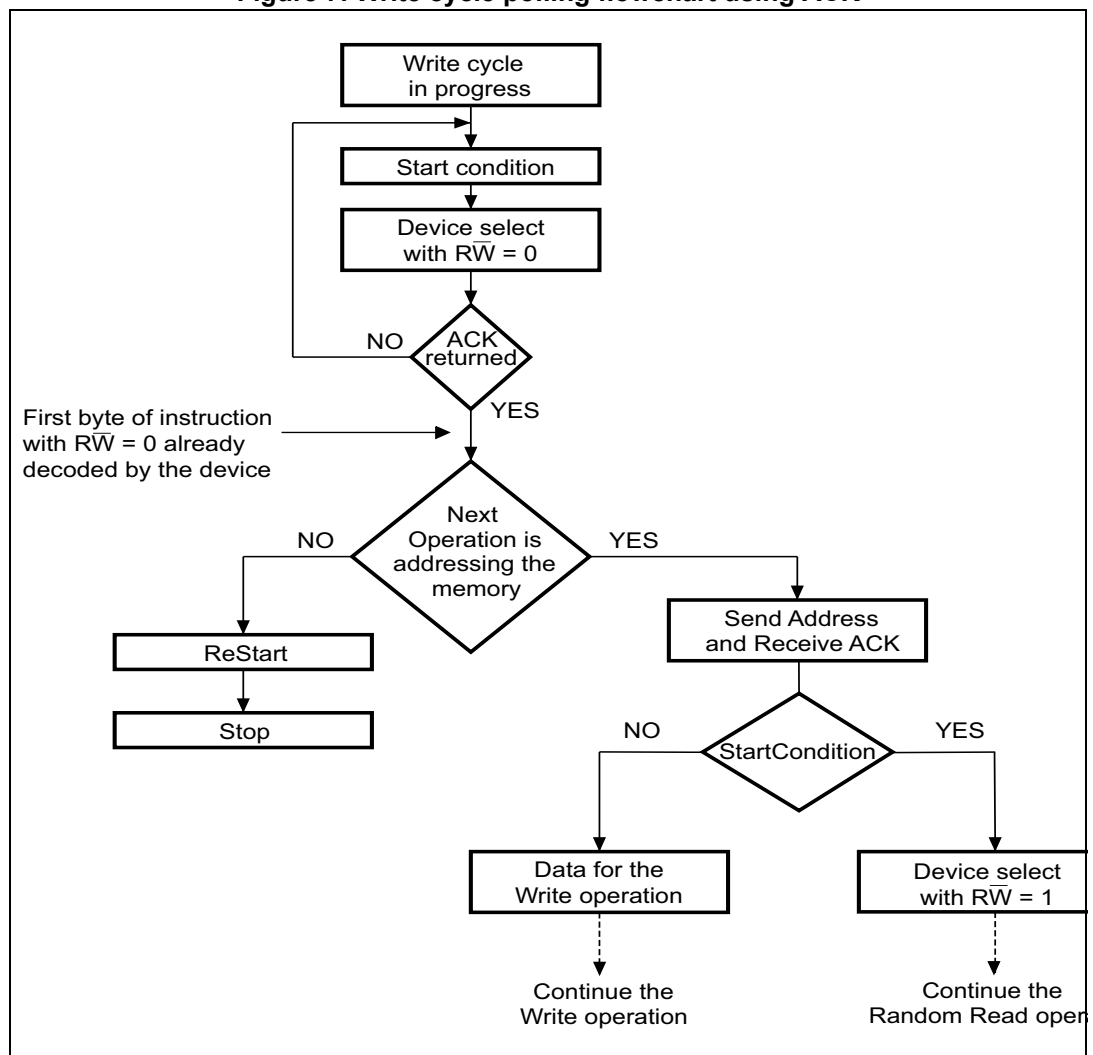 Write cycle
in progress
Start condition
Device select
with RW̅ = 0
NO
ACK
returned
YES
First byte of instruction
with RW̅ = 0 already
decoded by the device
Next
Operation is
addressing the
memory
NO
YES
ReStart
Stop
Send Address
and Receive ACK
StartCondition
NO
YES
Data for the
Write operation
Device select
with RW̅ = 1
Continue the
Write operation
Continue the
Random Read oper